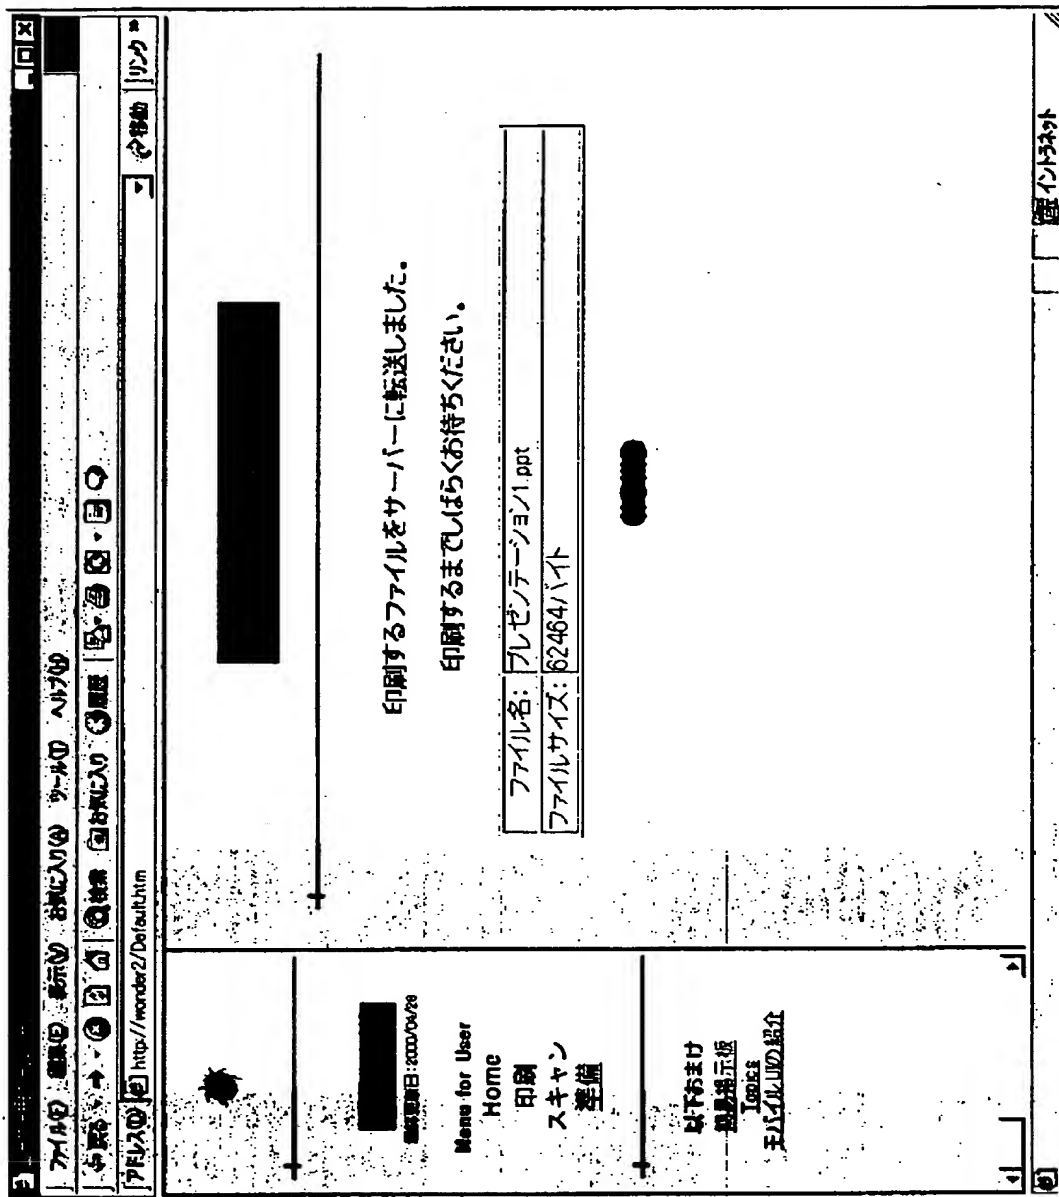 ファイル(F) 編集(E) 表示(V) お気に入り(A) ツール(T) ヘルプ(H)
戻る 検索 お気に入り 履歴
アドレス(D) http://wonder2/Default.htm 移動 リンク »
最終更新日:2000/04/26
Menu for User
Home
印刷
スキャン
準備
以下おまけ
簡易掲示板
Topics
モバイルUIの紹介
印刷するファイルをサーバーに転送しました。
印刷するまでしばらくお待ちください。
ファイル名: プレゼンテーション1.ppt
ファイルサイズ: 62464バイト
イントラネット